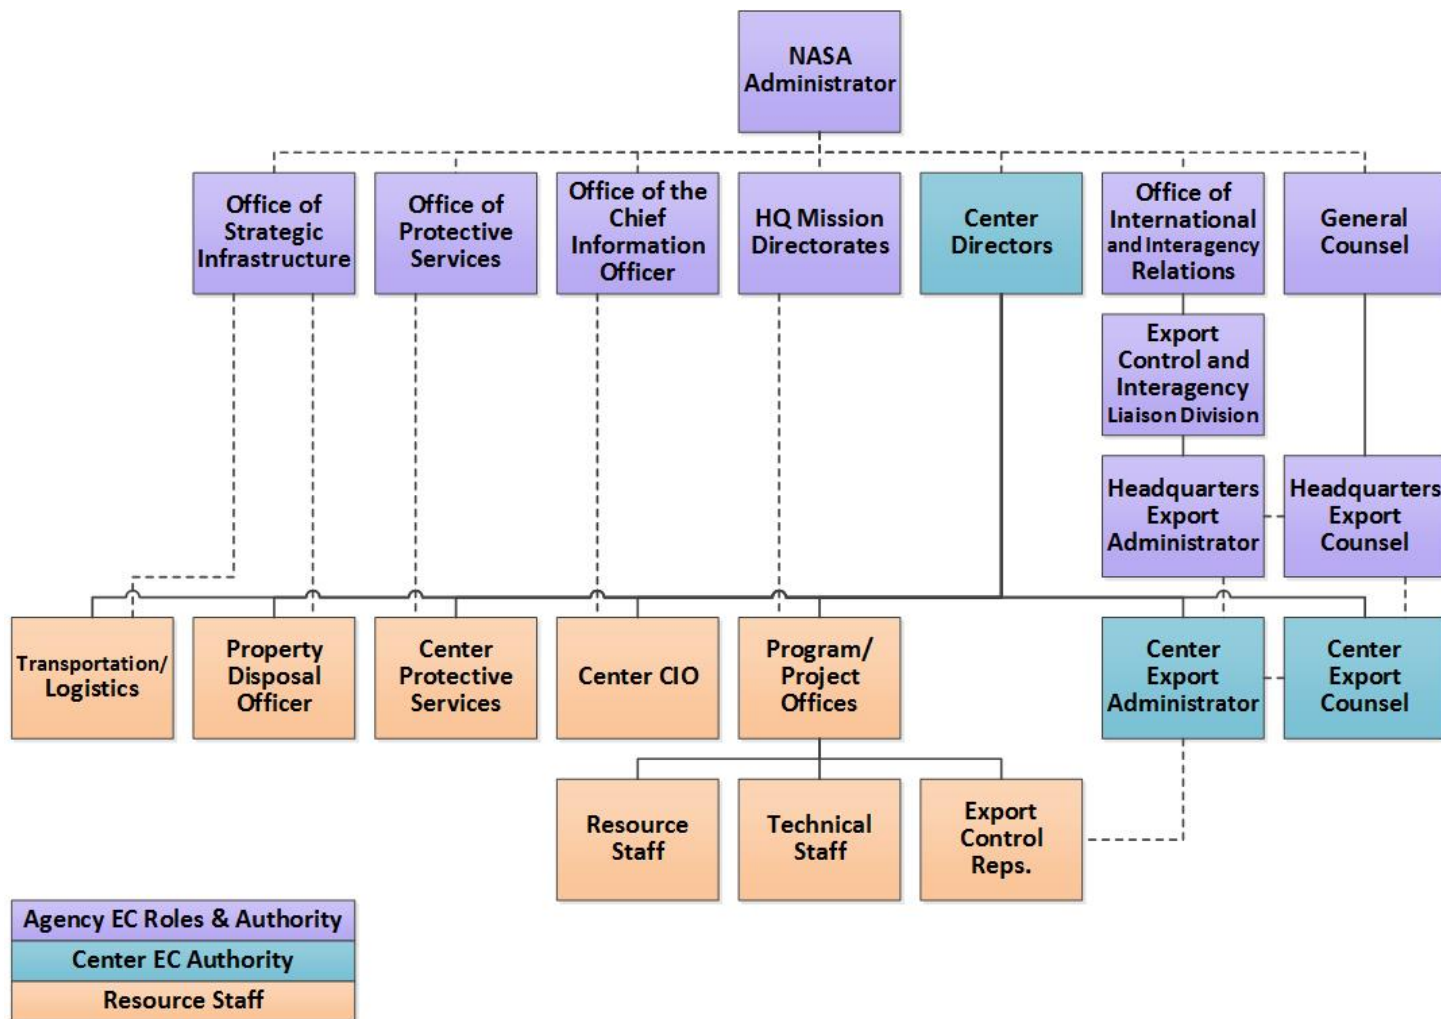 NASA
Administrator
Office of
Strategic
Infrastructure
Office of
Protective
Services
Office of the
Chief
Information
Officer
HQ Mission
Directorates
Center
Directors
Office of
International
and Interagency
Relations
General
Counsel
Export
Control and
Interagency
Liaison Division
Headquarters
Export
Administrator
Headquarters
Export
Counsel
Transportation/
Logistics
Property
Disposal
Officer
Center
Protective
Services
Center CIO
Program/
Project
Offices
Center
Export
Administrator
Center
Export
Counsel
Resource
Staff
Technical
Staff
Export
Control
Reps.
Agency EC Roles & Authority
Center EC Authority
Resource Staff